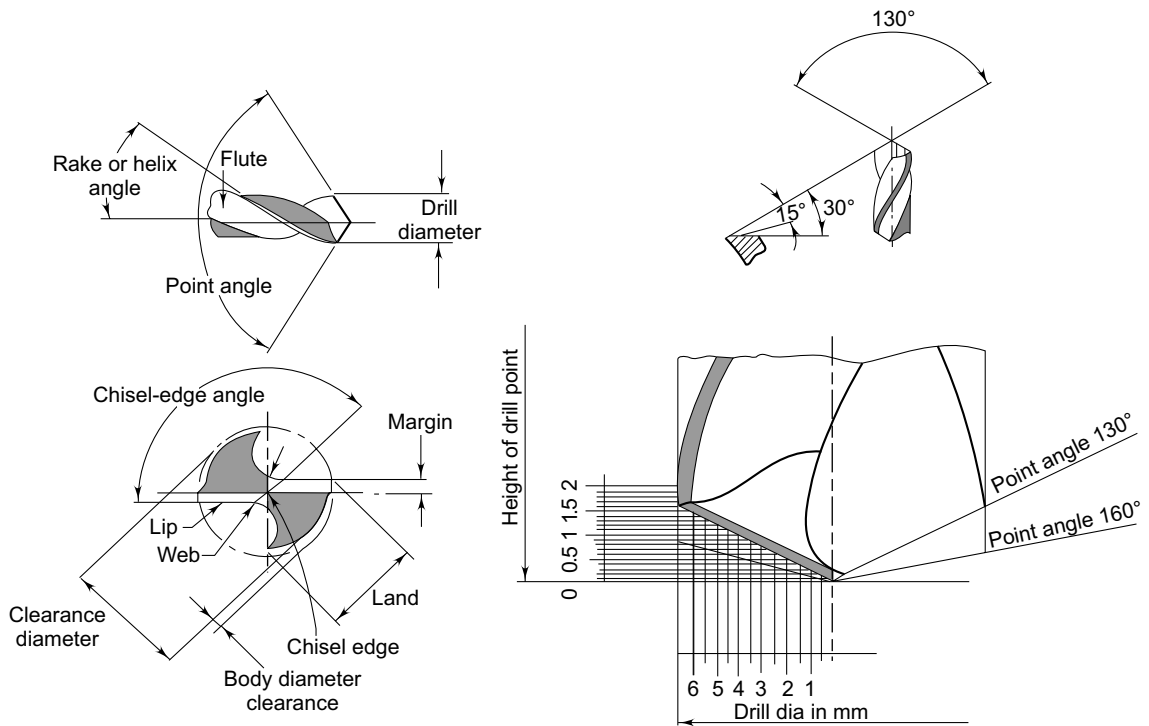 Rake or helix
angle
Flute
Drill
diameter
Point angle
130°
15°
30°
Chisel-edge angle
Margin
Lip
Web
Clearance
diameter
Land
Chisel edge
Body diameter
clearance
Height of drill point
2
1.5
1
0.5
0
Point angle 130°
Point angle 160°
6 5 4 3 2 1
Drill dia in mm